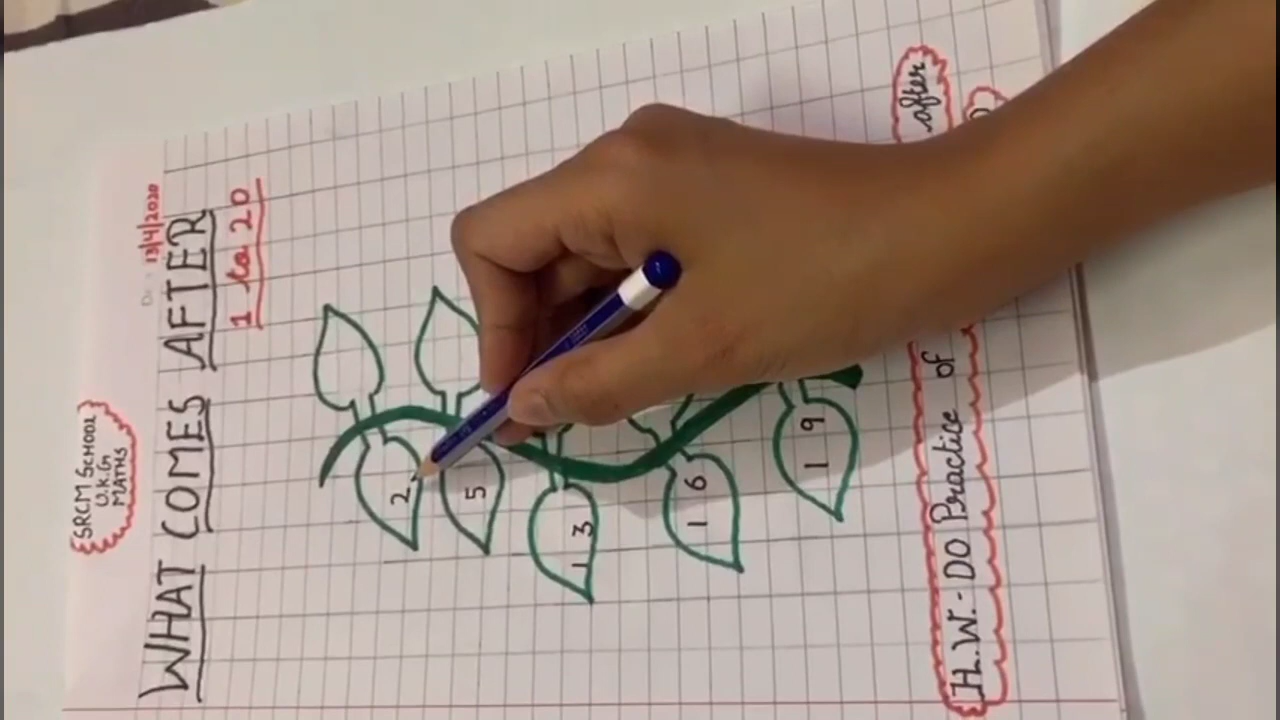 SRCM SCHOOL
U.K.G
MATHS
13/4/2020
WHAT COMES AFTER
1 to 20
2
5
13
16
19
H.W.- DO Practice of after